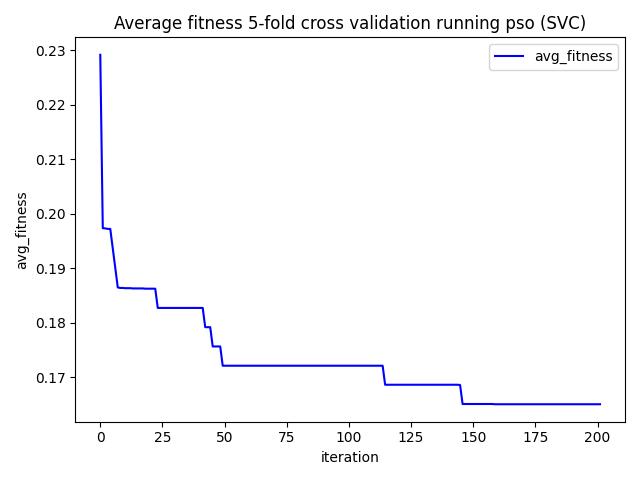 Average fitness 5-fold cross validation running pso (SVC)
avg_fitness
0.23
0.22
0.21
0.20
0.19
0.18
0.17
avg_fitness
0 25 50 75 100 125 150 175 200
iteration